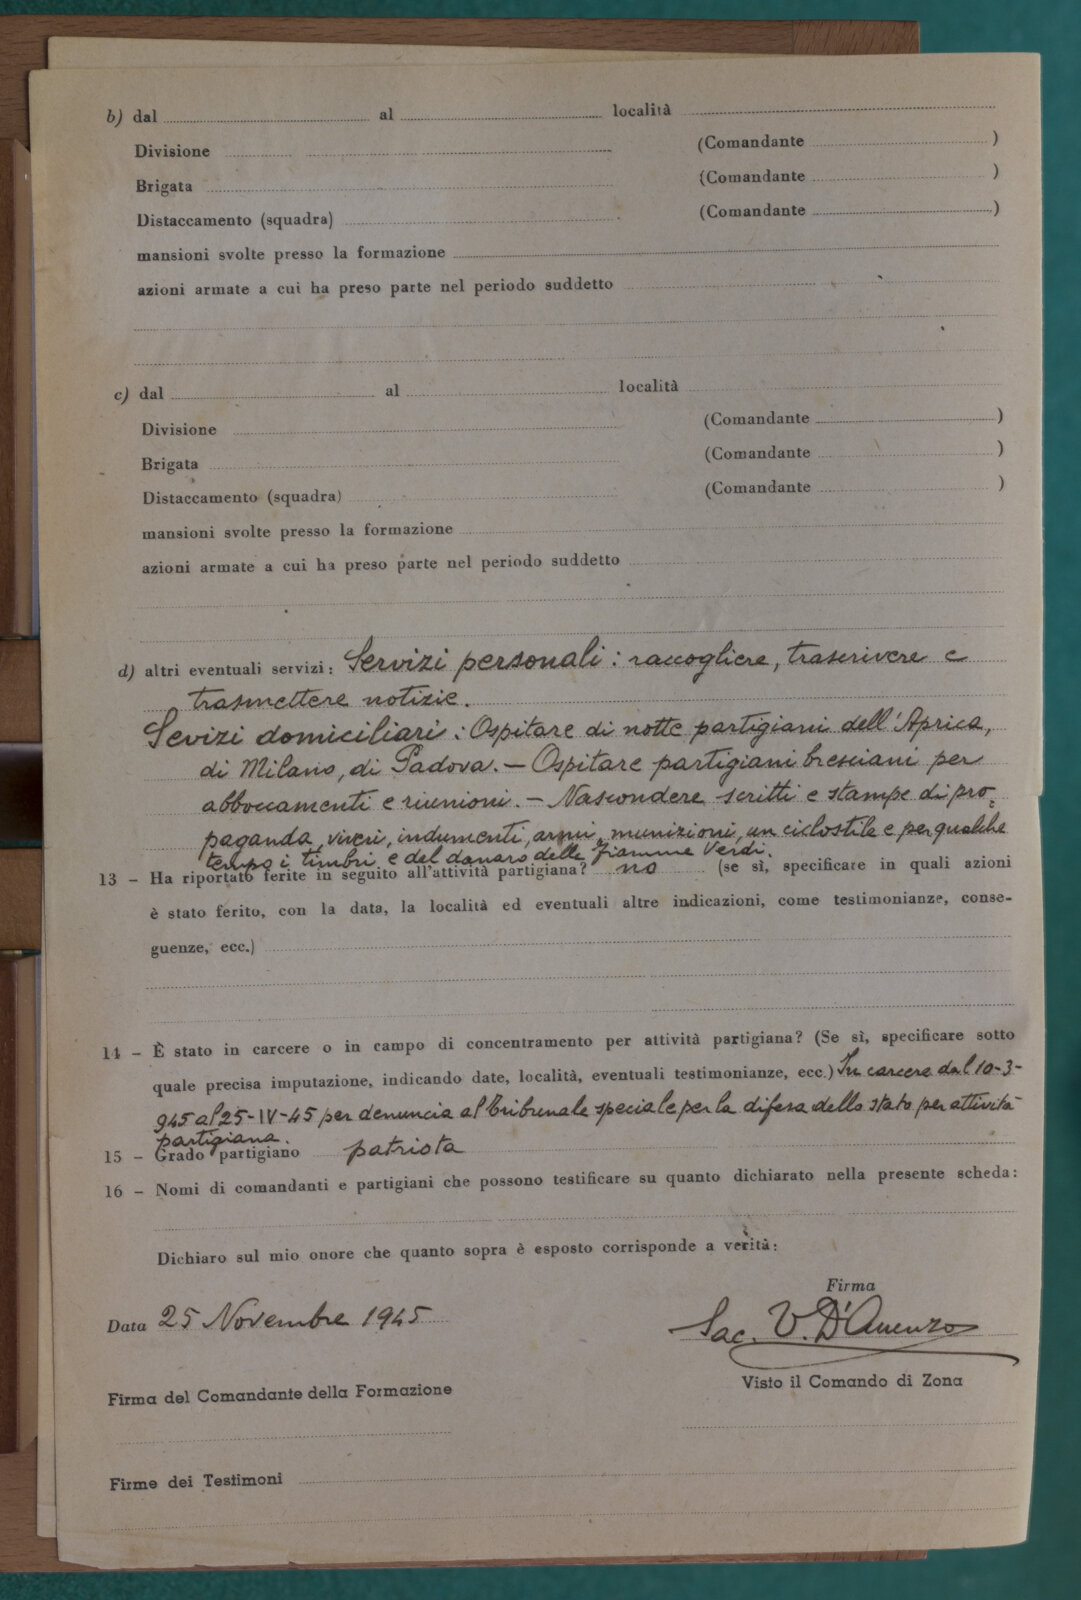 b) dal ........ al ........ località ........
Divisione ........ (Comandante ........)
Brigata ........ (Comandante ........)
Distaccamento (squadra) ........ (Comandante ........)
mansioni svolte presso la formazione ........
azioni armate a cui ha preso parte nel periodo suddetto ........
c) dal ........ al ........ località ........
Divisione ........ (Comandante ........)
Brigata ........ (Comandante ........)
Distaccamento (squadra) ........ (Comandante ........)
mansioni svolte presso la formazione ........
azioni armate a cui ha preso parte nel periodo suddetto ........
d) altri eventuali servizi: Servizi personali: raccogliere, trascrivere e
trasmettere notizie.
Sevizi domiciliari: Ospitare di notte partigiani dell'Aprica,
di Milano, di Padova. — Ospitare partigiani bresciani per
abboccamenti e riunioni. — Nascondere scritti e stampe di pro=
paganda, viveri, indumenti, armi, munizioni, un ciclostile e per qualche
tempo i timbri e del danaro delle Fiamme Verdi.
13 – Ha riportato ferite in seguito all'attività partigiana? no (se sì, specificare in quali azioni
è stato ferito, con la data, la località ed eventuali altre indicazioni, come testimonianze, conse-
guenze, ecc.) ........
14 – È stato in carcere o in campo di concentramento per attività partigiana? (Se sì, specificare sotto
quale precisa imputazione, indicando date, località, eventuali testimonianze, ecc.) In carcere dal 10-3-
945 al 25-IV-45 per denuncia al Tribunale speciale per la difesa dello stato per attività
partigiana.
15 – Grado partigiano patriota
16 – Nomi di comandanti e partigiani che possono testificare su quanto dichiarato nella presente scheda:
Dichiaro sul mio onore che quanto sopra è esposto corrisponde a verità:
Firma
Data 25 Novembre 1945
Sac. V. D'Auenzo
Firma del Comandante della Formazione
Visto il Comando di Zona
Firme dei Testimoni ........